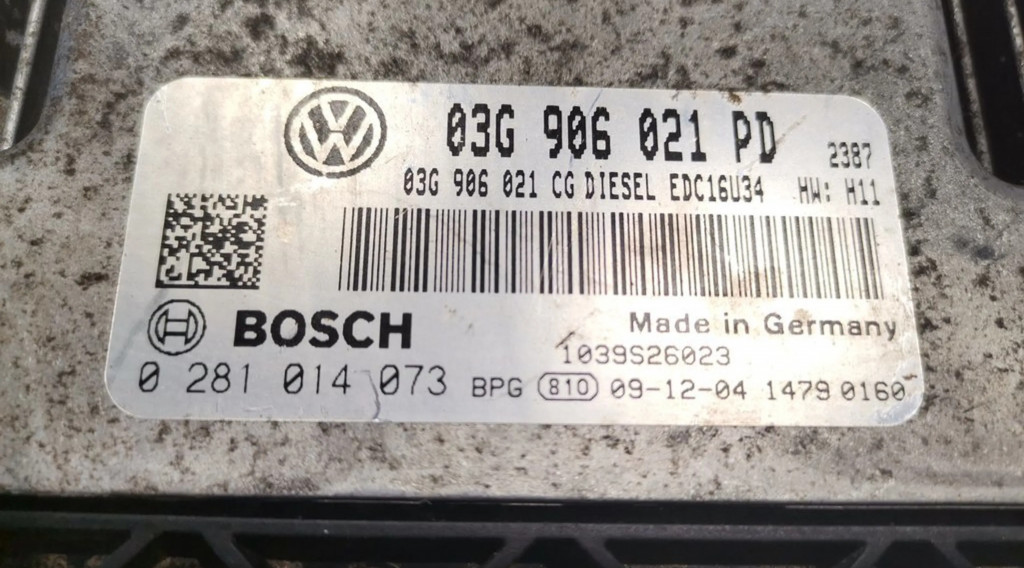 03G 906 021 PD 2387
03G 906 021 CG DIESEL EDC16U34 HW: H11
BOSCH Made in Germany
1039S26023
0 281 014 073 BPG 810 09-12-04 1479 0160